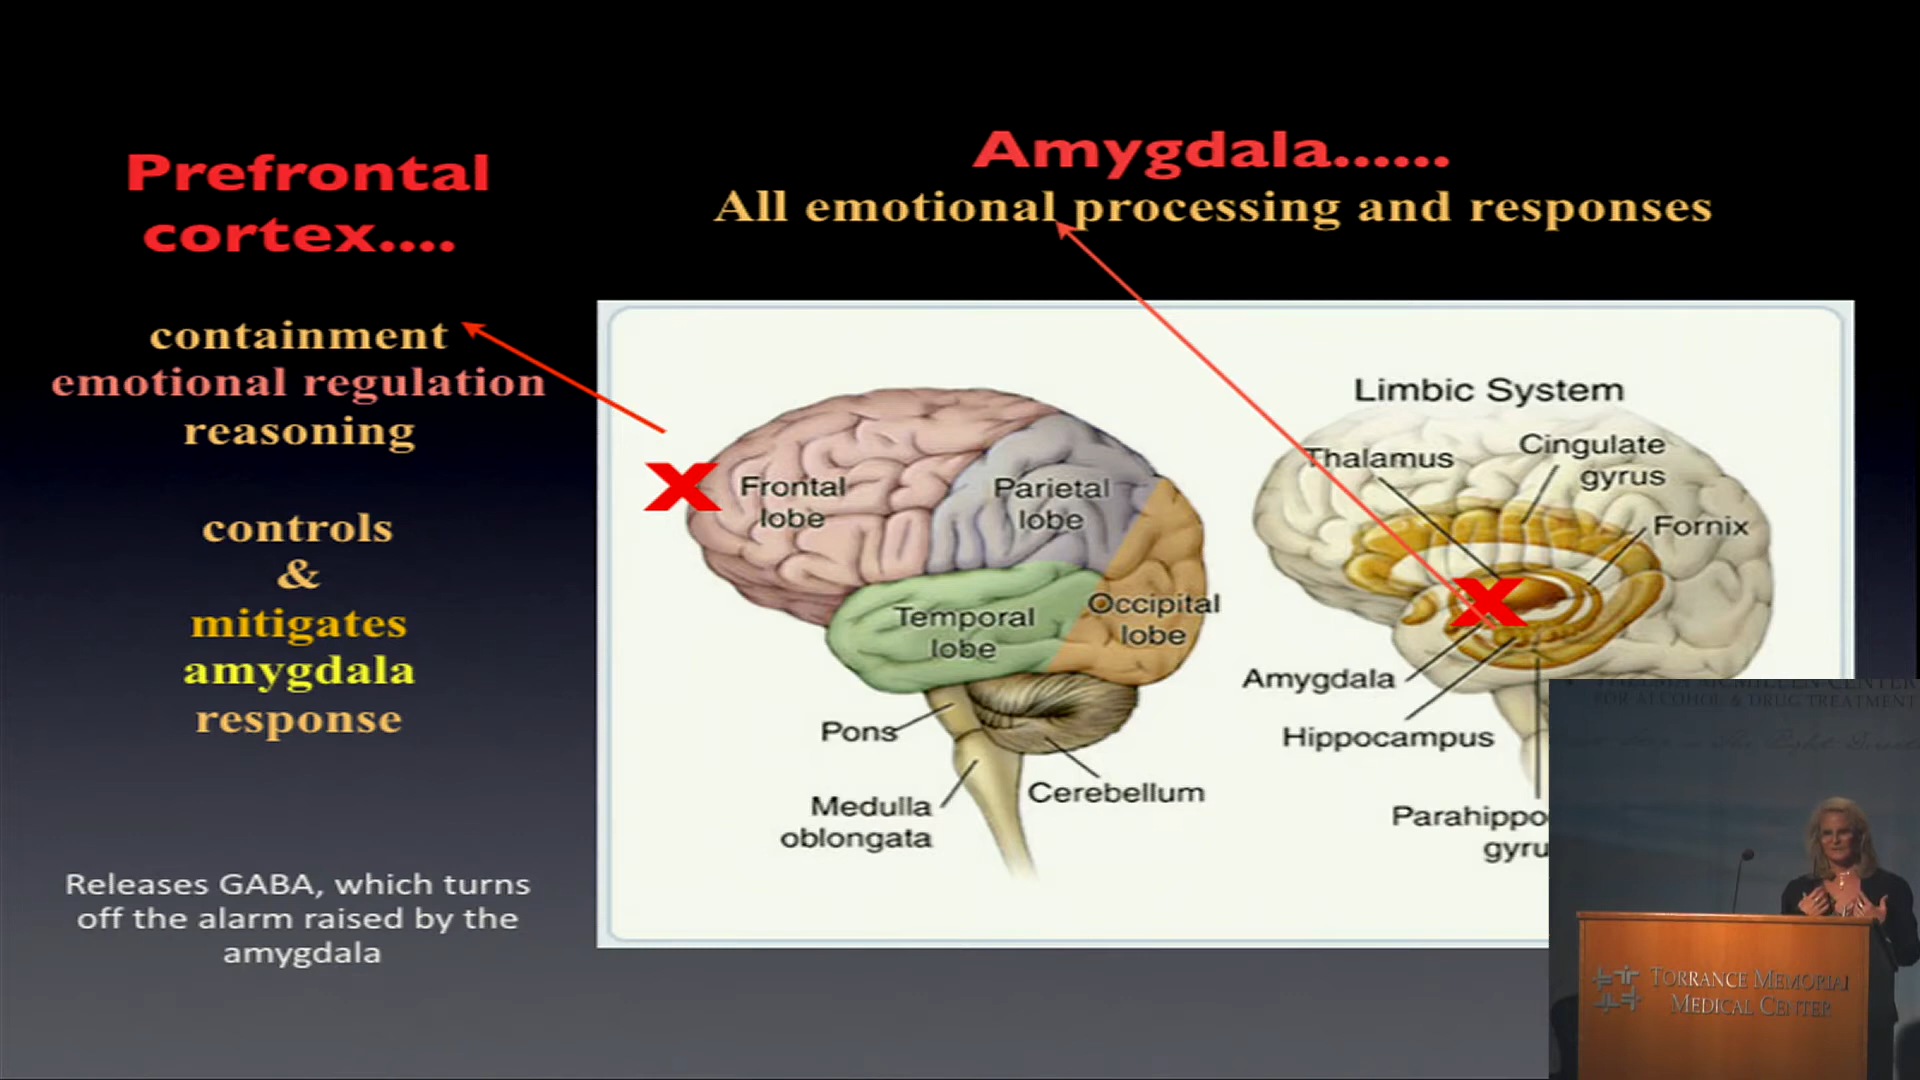 Prefrontal
cortex....
containment
emotional regulation
reasoning
controls
&
mitigates
amygdala
response
Releases GABA, which turns
off the alarm raised by the
amygdala
Amygdala......
All emotional processing and responses
Frontal
lobe
Parietal
lobe
Temporal
lobe
Occipital
lobe
Pons
Medulla
oblongata
Cerebellum
Limbic System
Thalamus
Cingulate
gyrus
Fornix
Amygdala
Hippocampus
Parahippo
gyru
CENTER
FOR ALCOHOL & DRUG TREATMENT
TORRANCE MEMORIAL
MEDICAL CENTER